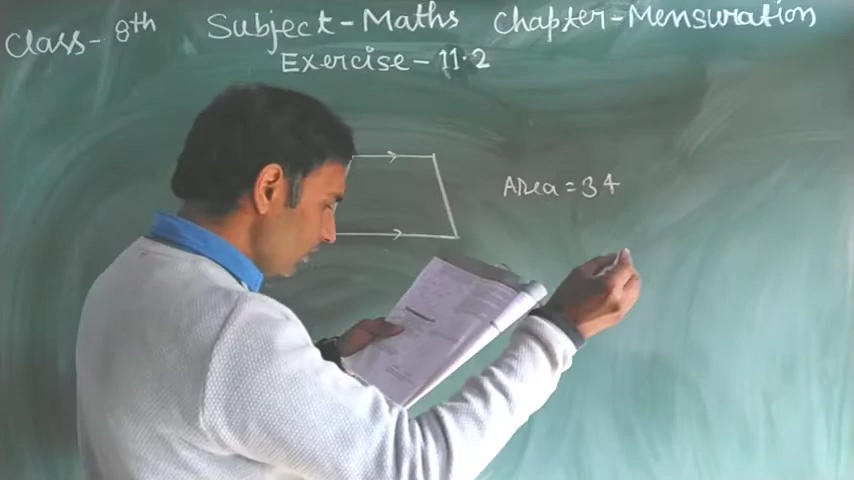 Class- 8th Subject-Maths Chapter-Mensuration
Exercise-11.2
Area = 34